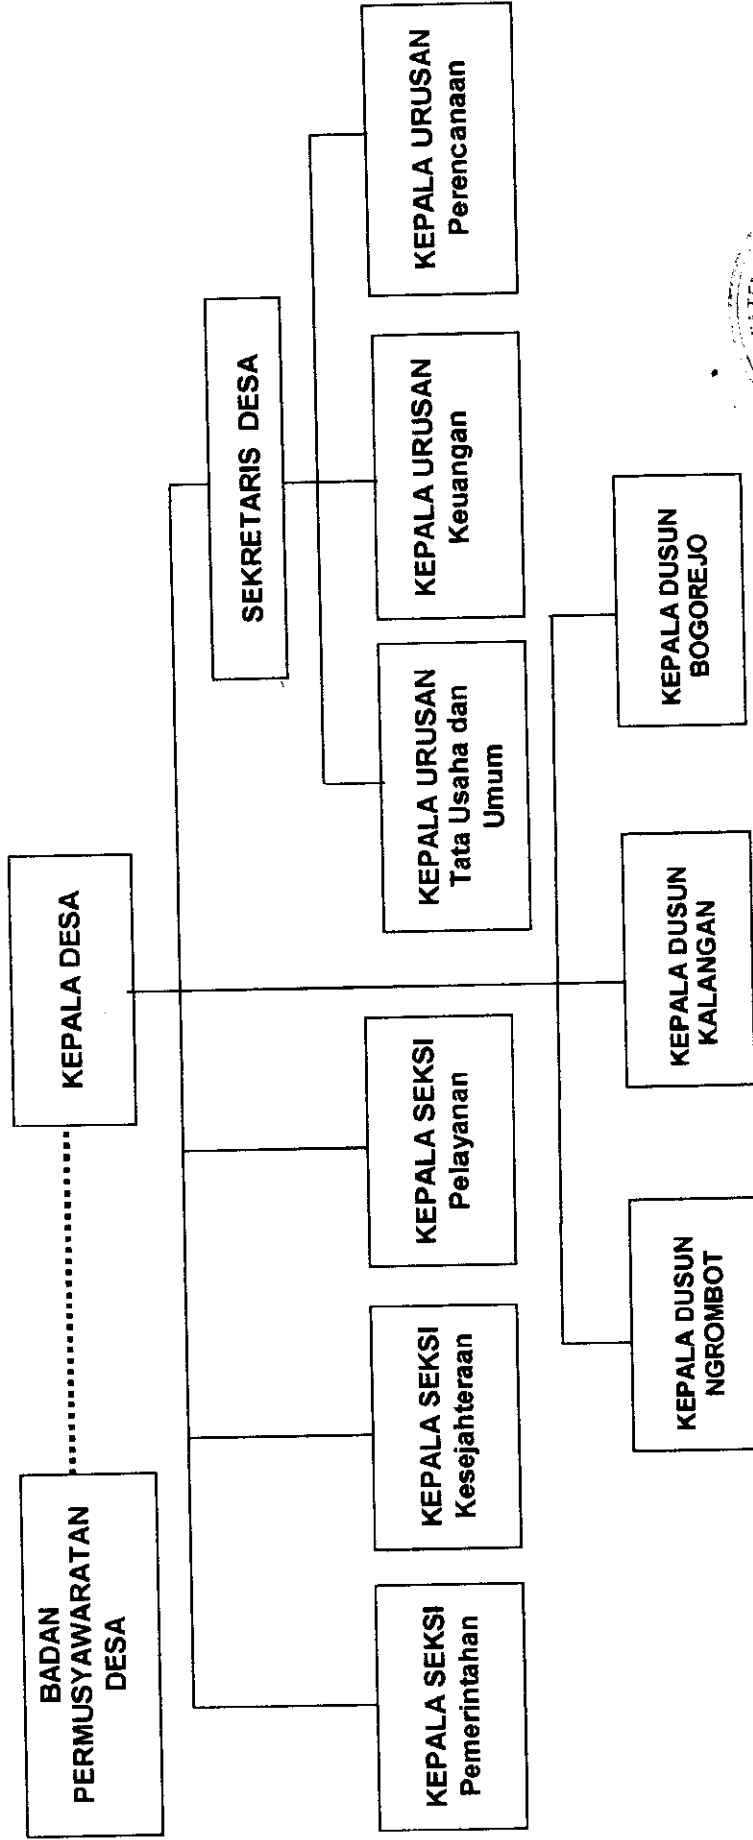 BADAN
PERMUSYAWARATAN
DESA
KEPALA DESA
SEKRETARIS DESA
KEPALA SEKSI
Pemerintahan
KEPALA SEKSI
Kesejahteraan
KEPALA SEKSI
Pelayanan
KEPALA URUSAN
Tata Usaha dan
Umum
KEPALA URUSAN
Keuangan
KEPALA URUSAN
Perencanaan
KEPALA DUSUN
NGROMBOT
KEPALA DUSUN
KALANGAN
KEPALA DUSUN
BOGOREJO